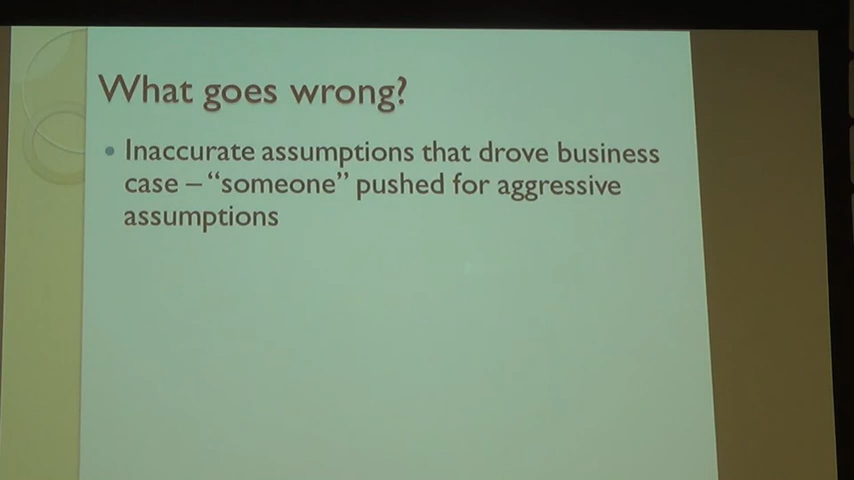 What goes wrong?
• Inaccurate assumptions that drove business
case – “someone” pushed for aggressive
assumptions